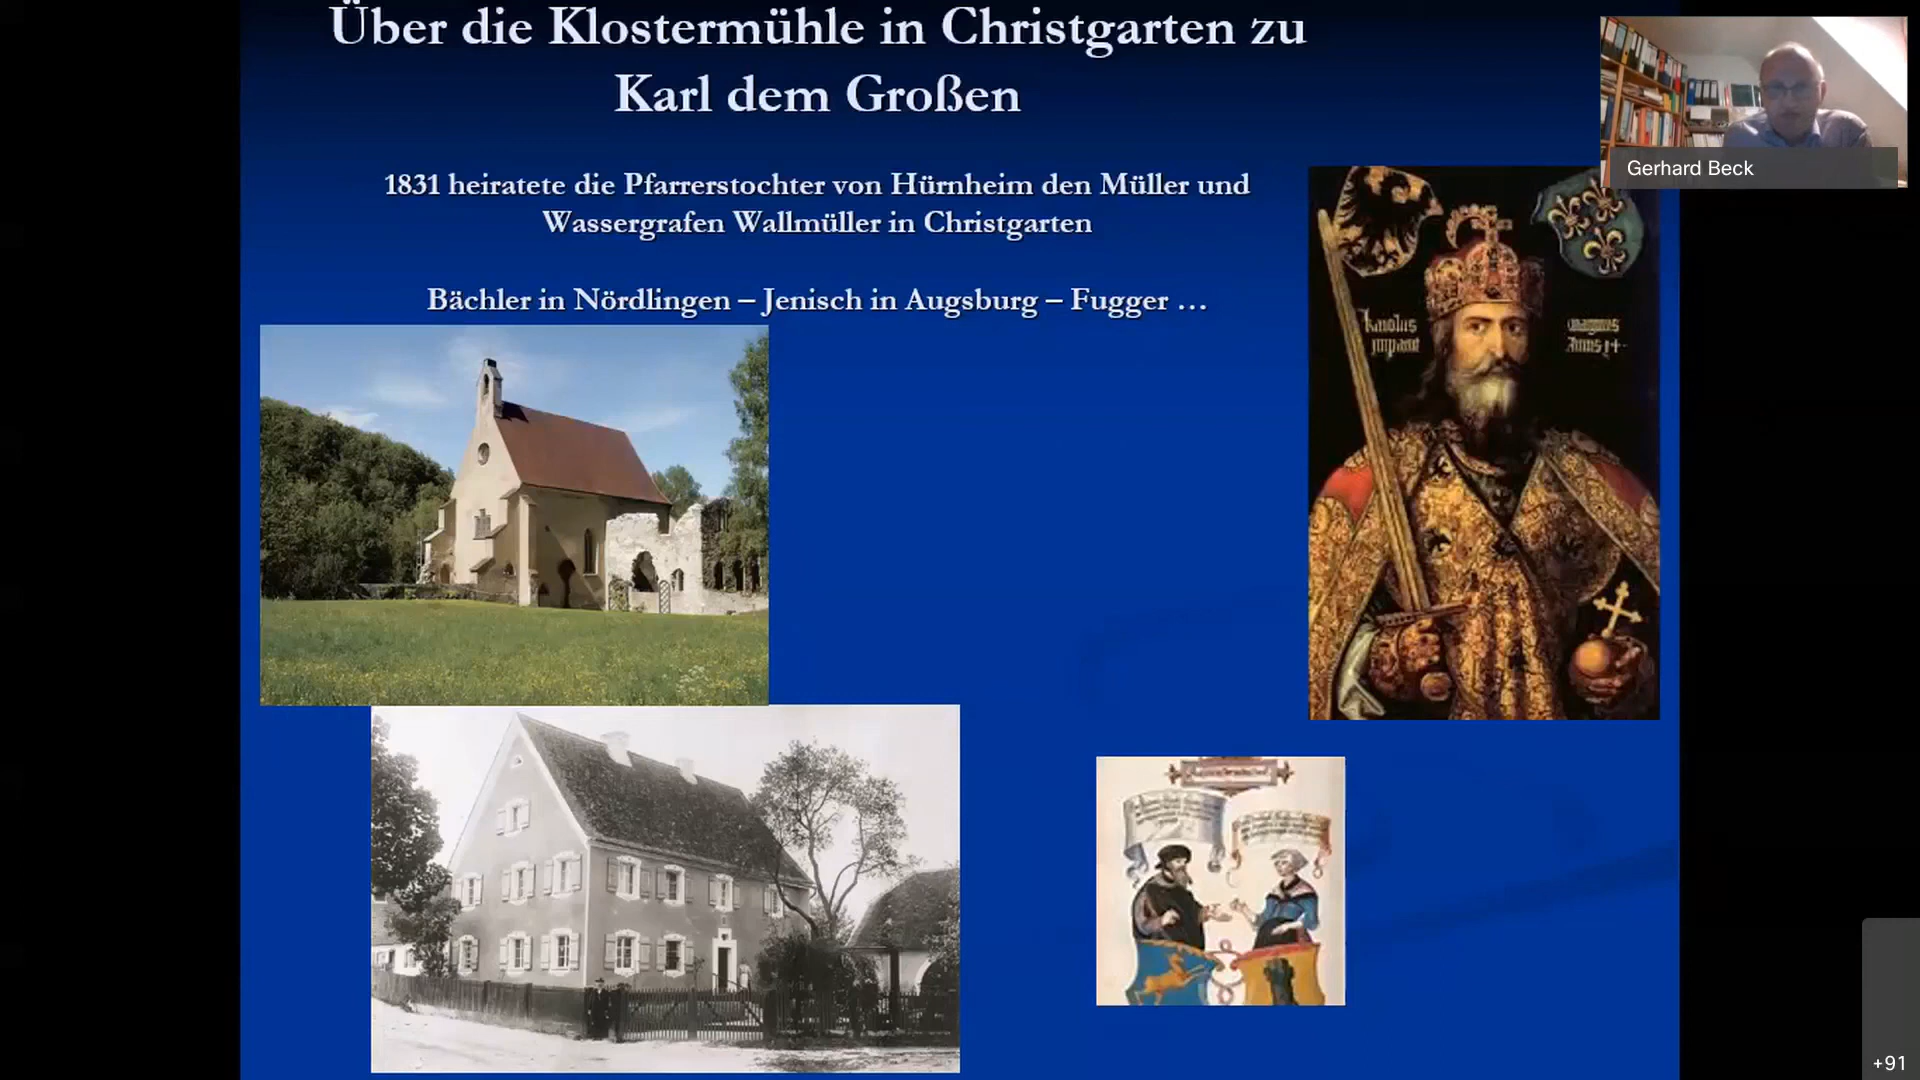 Über die Klostermühle in Christgarten zu
Karl dem Großen
1831 heiratete die Pfarrerstochter von Hürnheim den Müller und
Wassergrafen Wallmüller in Christgarten
Bächler in Nördlingen – Jenisch in Augsburg – Fugger …
Gerhard Beck
+91